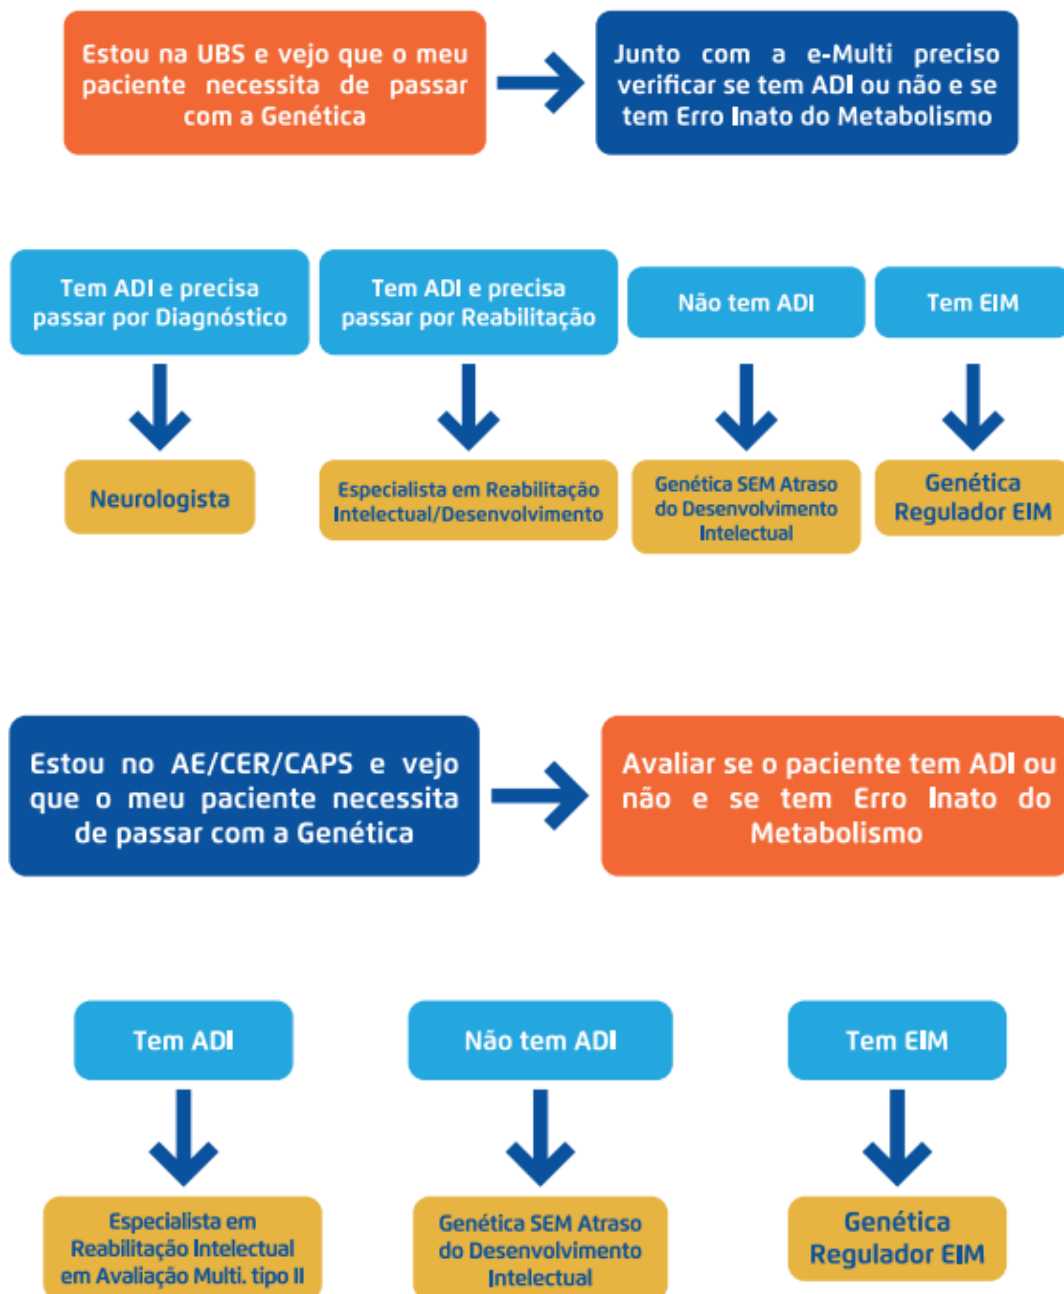 Estou na UBS e vejo que o meu
paciente necessita de passar
com a Genética
Junto com a e-Multi preciso
verificar se tem ADI ou não e se
tem Erro Inato do Metabolismo
Tem ADI e precisa
passar por Diagnóstico
Tem ADI e precisa
passar por Reabilitação
Não tem ADI
Tem EIM
Neurologista
Especialista em Reabilitação
Intelectual/Desenvolvimento
Genética SEM Atraso
do Desenvolvimento
Intelectual
Genética
Regulador EIM
Estou no AE/CER/CAPS e vejo
que o meu paciente necessita
de passar com a Genética
Avaliar se o paciente tem ADI ou
não e se tem Erro Inato do
Metabolismo
Tem ADI
Não tem ADI
Tem EIM
Especialista em
Reabilitação Intelectual
em Avaliação Multi. tipo II
Genética SEM Atraso
do Desenvolvimento
Intelectual
Genética
Regulador EIM